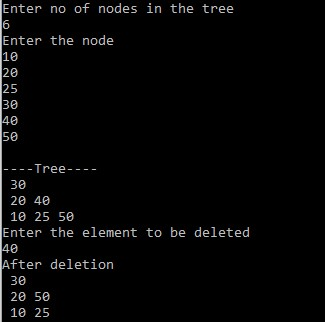 Enter no of nodes in the tree
6
Enter the node
10
20
25
30
40
50
----Tree----
30
20 40
10 25 50
Enter the element to be deleted
40
After deletion
30
20 50
10 25